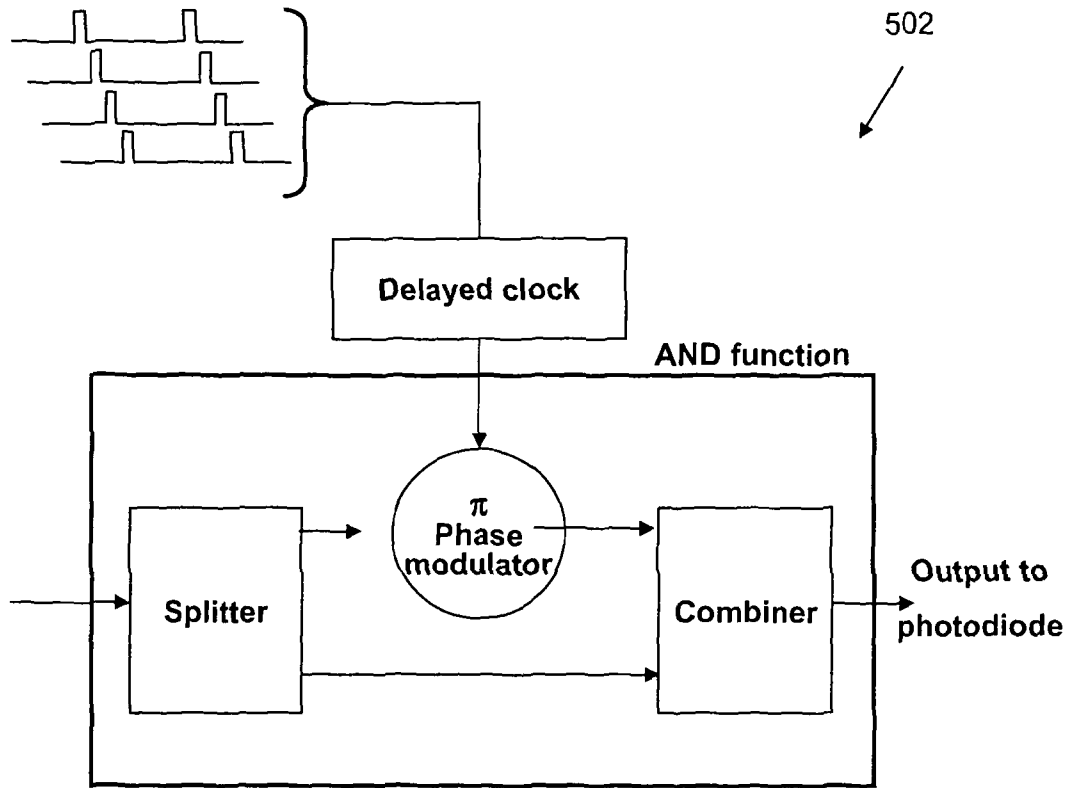 502
Delayed clock
AND function
π
Phase
modulator
Splitter
Combiner
Output to
photodiode